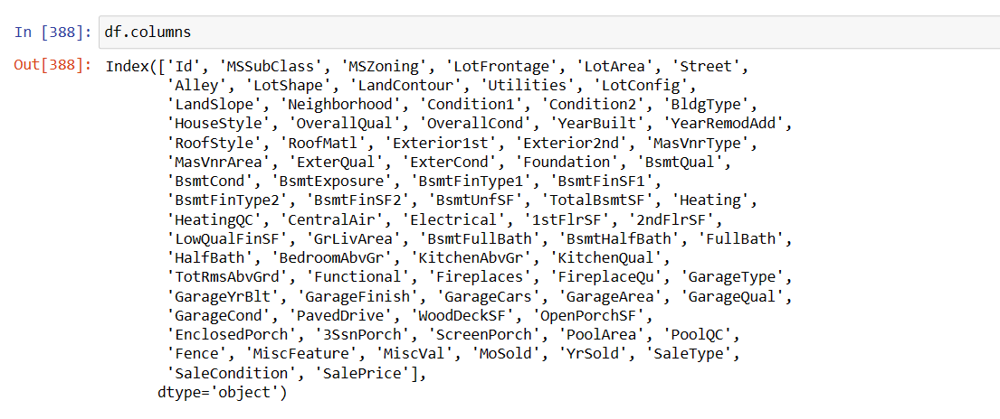 In [388]: df.columns
Out[388]: Index(['Id', 'MSSubClass', 'MSZoning', 'LotFrontage', 'LotArea', 'Street',
'Alley', 'LotShape', 'LandContour', 'Utilities', 'LotConfig',
'LandSlope', 'Neighborhood', 'Condition1', 'Condition2', 'BldgType',
'HouseStyle', 'OverallQual', 'OverallCond', 'YearBuilt', 'YearRemodAdd',
'RoofStyle', 'RoofMatl', 'Exterior1st', 'Exterior2nd', 'MasVnrType',
'MasVnrArea', 'ExterQual', 'ExterCond', 'Foundation', 'BsmtQual',
'BsmtCond', 'BsmtExposure', 'BsmtFinType1', 'BsmtFinSF1',
'BsmtFinType2', 'BsmtFinSF2', 'BsmtUnfSF', 'TotalBsmtSF', 'Heating',
'HeatingQC', 'CentralAir', 'Electrical', '1stFlrSF', '2ndFlrSF',
'LowQualFinSF', 'GrLivArea', 'BsmtFullBath', 'BsmtHalfBath', 'FullBath',
'HalfBath', 'BedroomAbvGr', 'KitchenAbvGr', 'KitchenQual',
'TotRmsAbvGrd', 'Functional', 'Fireplaces', 'FireplaceQu', 'GarageType',
'GarageYrBlt', 'GarageFinish', 'GarageCars', 'GarageArea', 'GarageQual',
'GarageCond', 'PavedDrive', 'WoodDeckSF', 'OpenPorchSF',
'EnclosedPorch', '3SsnPorch', 'ScreenPorch', 'PoolArea', 'PoolQC',
'Fence', 'MiscFeature', 'MiscVal', 'MoSold', 'YrSold', 'SaleType',
'SaleCondition', 'SalePrice'],
dtype='object')